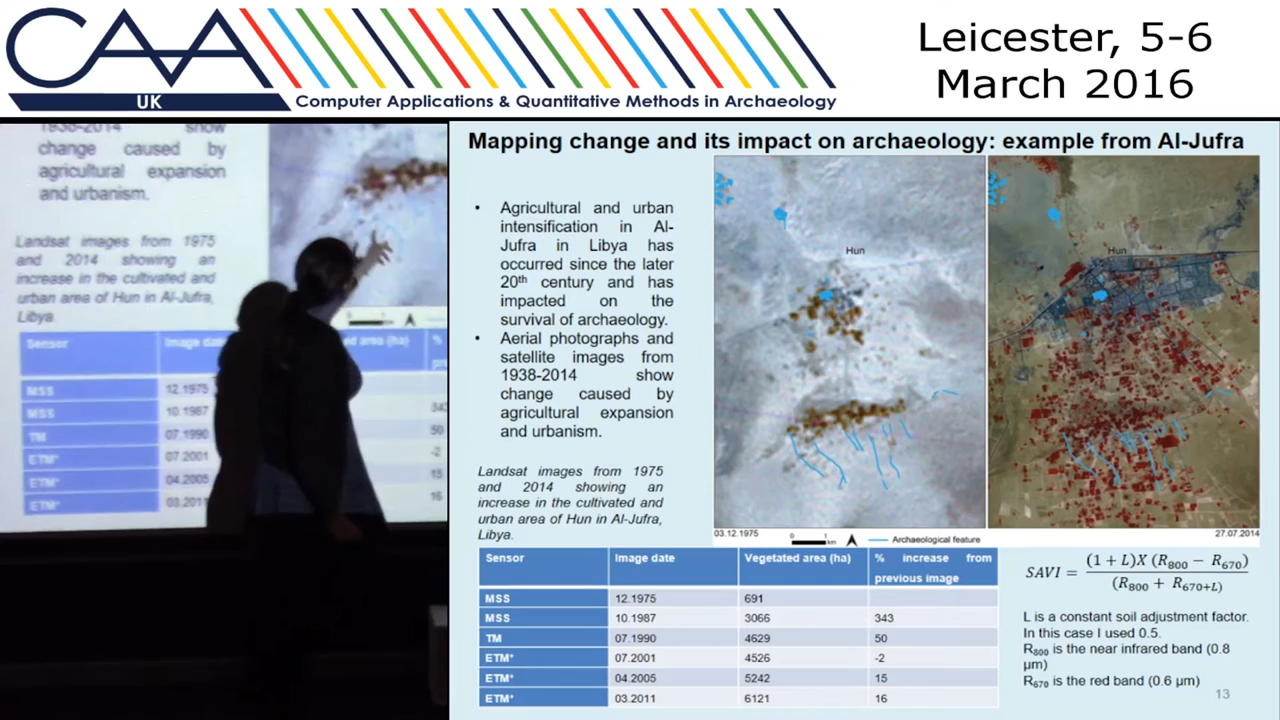 CAA
UK
Computer Applications & Quantitative Methods in Archaeology
Leicester, 5-6
March 2016
1938-2014 show
change caused by
agricultural expansion
and urbanism.
Landsat images from 1975
and 2014 showing an
increase in the cultivated and
urban area of Hun in Al-Jufra,
Libya.
Sensor Image date area (ha) %
MSS 12.1975
MSS 10.1987 343
TM 07.1990 50
ETM+ 07.2001 -2
ETM+ 04.2005 15
ETM+ 03.2011 16
Mapping change and its impact on archaeology: example from Al-Jufra
• Agricultural and urban
intensification in Al-
Jufra in Libya has
occurred since the later
20th century and has
impacted on the
survival of archaeology.
• Aerial photographs and
satellite images from
1938-2014 show
change caused by
agricultural expansion
and urbanism.
Landsat images from 1975
and 2014 showing an
increase in the cultivated and
urban area of Hun in Al-Jufra,
Libya.
Hun
Hun
03.12.1975 0 1 km Archaeological feature 27.07.2014
Sensor Image date Vegetated area (ha) % increase from
previous image
MSS 12.1975 691
MSS 10.1987 3066 343
TM 07.1990 4629 50
ETM+ 07.2001 4526 -2
ETM+ 04.2005 5242 15
ETM+ 03.2011 6121 16
SAVI = (1 + L)X (R800 − R670) / (R800 + R670+L)
L is a constant soil adjustment factor.
In this case I used 0.5.
R800 is the near infrared band (0.8
µm)
R670 is the red band (0.6 µm)
13